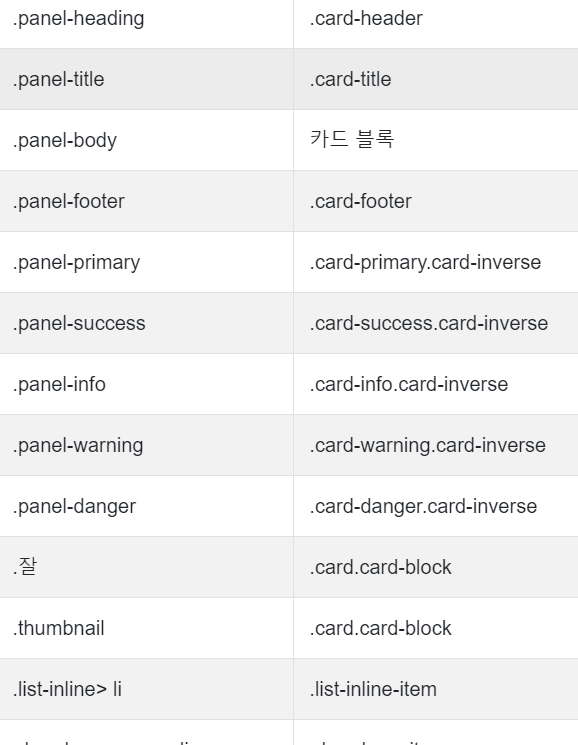 .panel-heading .card-header
.panel-title .card-title
.panel-body 카드 블록
.panel-footer .card-footer
.panel-primary .card-primary.card-inverse
.panel-success .card-success.card-inverse
.panel-info .card-info.card-inverse
.panel-warning .card-warning.card-inverse
.panel-danger .card-danger.card-inverse
.잘 .card.card-block
.thumbnail .card.card-block
.list-inline> li .list-inline-item